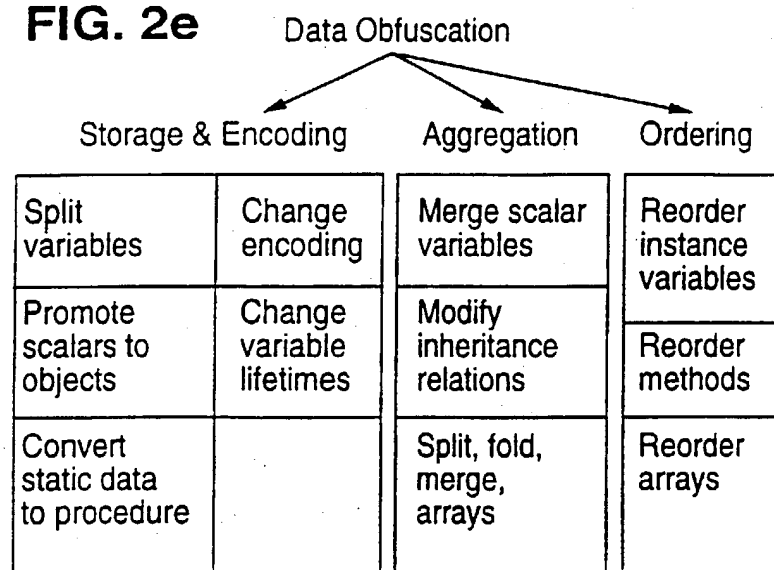 FIG. 2e
Data Obfuscation
Storage & Encoding
Aggregation
Ordering
Split
variables
Change
encoding
Merge scalar
variables
Reorder
instance
variables
Promote
scalars to
objects
Change
variable
lifetimes
Modify
inheritance
relations
Reorder
methods
Convert
static data
to procedure
Split, fold,
merge,
arrays
Reorder
arrays